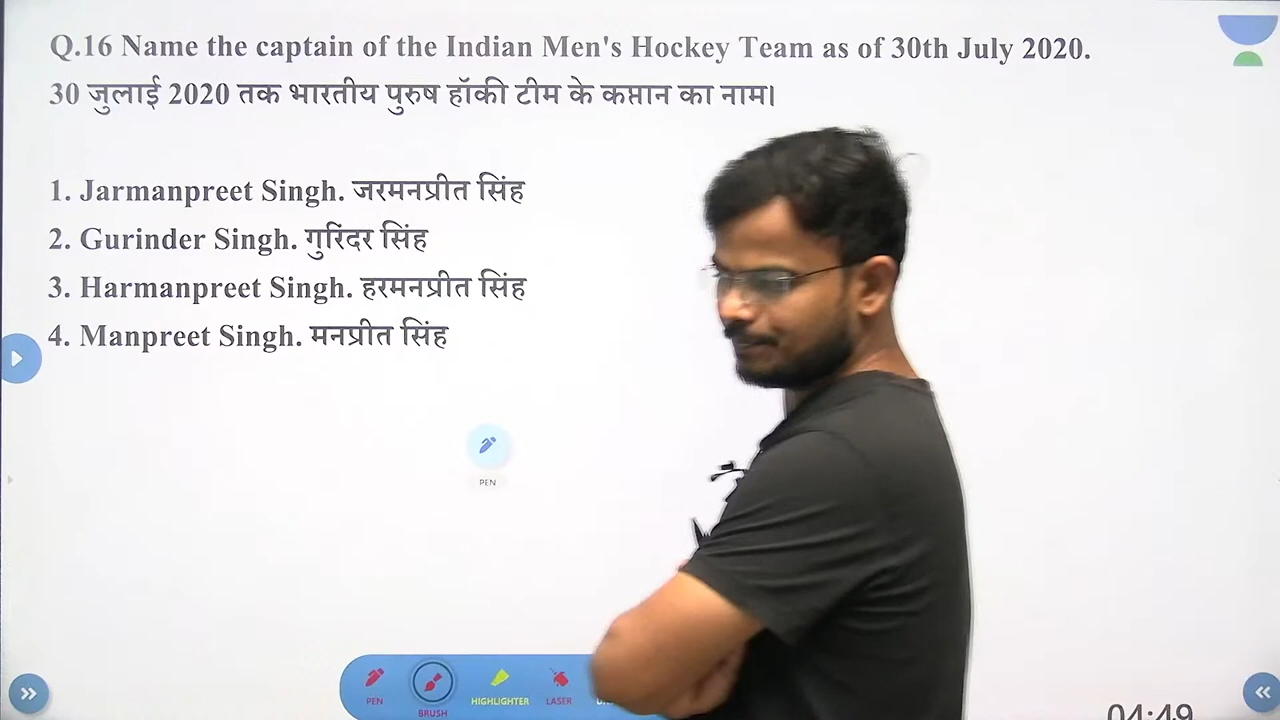 Q.16 Name the captain of the Indian Men's Hockey Team as of 30th July 2020.
30 जुलाई 2020 तक भारतीय पुरुष हॉकी टीम के कप्तान का नाम।
1. Jarmanpreet Singh. जरमनप्रीत सिंह
2. Gurinder Singh. गुरिंदर सिंह
3. Harmanpreet Singh. हरमनप्रीत सिंह
4. Manpreet Singh. मनप्रीत सिंह
PEN
PEN
BRUSH
HIGHLIGHTER
LASER
04:49